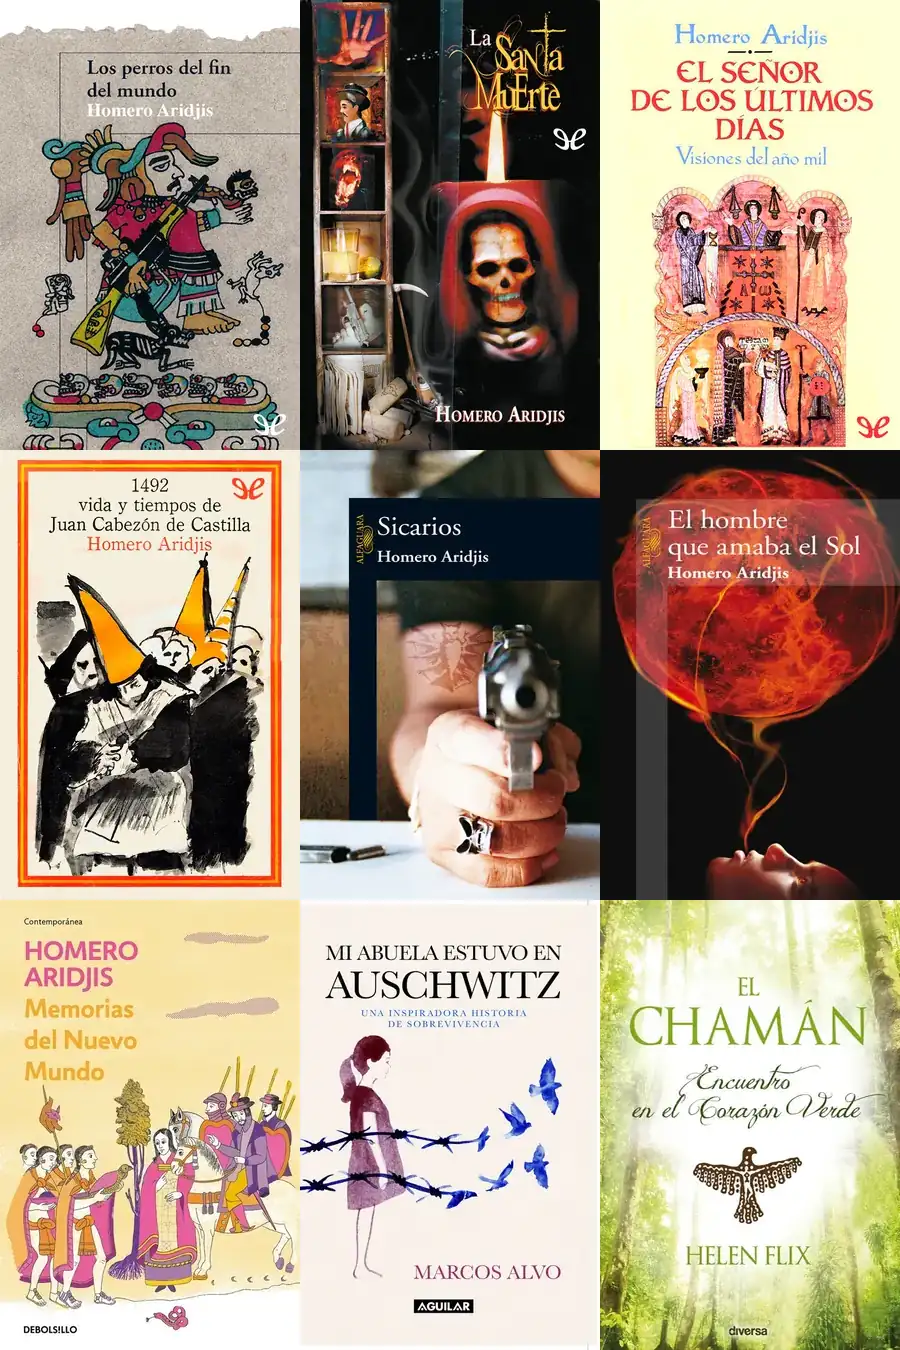 Los perros del fin
del mundo
Homero Aridjis
La
Santa
Muerte
Homero Aridjis
Homero Aridjis
EL SEÑOR
DE LOS ÚLTIMOS
DÍAS
Visiones del año mil
1492
vida y tiempos de
Juan Cabezón de Castilla
Homero Aridjis
ALFAGUARA
Sicarios
Homero Aridjis
ALFAGUARA
El hombre
que amaba el Sol
Homero Aridjis
Contemporánea
HOMERO
ARIDJIS
Memorias
del Nuevo
Mundo
DEBOLS!LLO
MI ABUELA ESTUVO EN
AUSCHWITZ
UNA INSPIRADORA HISTORIA
DE SOBREVIVENCIA
MARCOS ALVO
AGUILAR
EL
CHAMÁN
Encuentro
en el Corazón Verde
HELEN FLIX
diversa